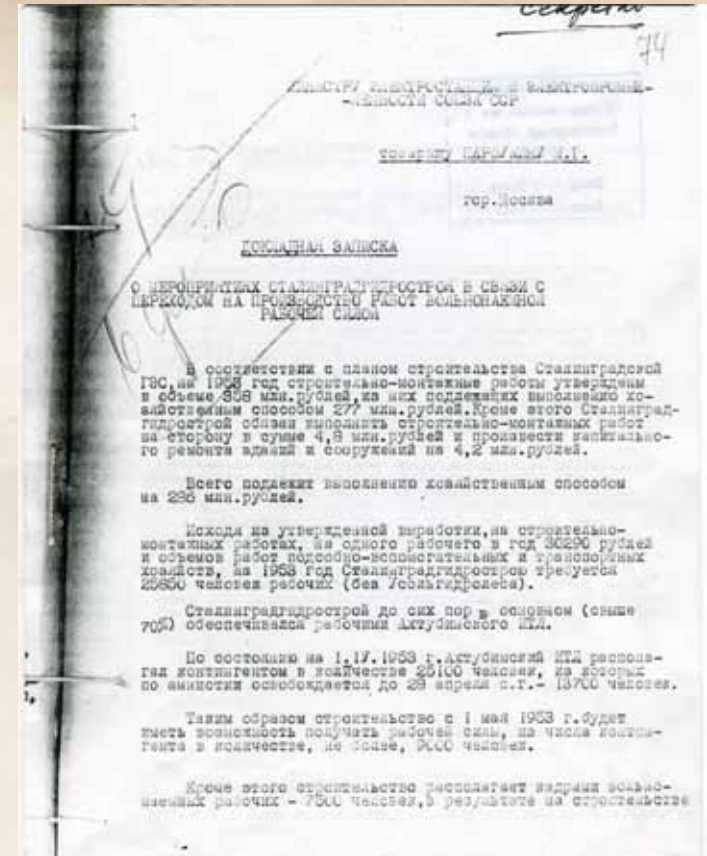 Секретно
74
МИНИСТРУ ЭЛЕКТРОСТАНЦИЙ И ЭЛЕКТРОПРОМЫШ-
-ЛЕННОСТИ СОЮЗА ССР
товарищу
гор.Москва
ДОКЛАДНАЯ ЗАПИСКА
О МЕРОПРИЯТИЯХ СТАЛИНГРАДГИДРОСТРОЯ В СВЯЗИ С
ПЕРЕХОДОМ НА ПРОИЗВОДСТВО РАБОТ ВОЛЬНОНАЕМНОЙ
РАБОЧЕЙ СИЛОЙ
В соответствии с планом строительства Сталинградской
ГЭС,на 1953 год строительно-монтажные работы утверждены
в объеме 358 млн.рублей,из них подлежащих выполнению хо-
зяйственным способом 277 млн.рублей.Кроме этого Сталинград-
гидрострой обязан выполнить строительно-монтажных работ
на сторону в сумме 4,8 млн.рублей и произвести капитально-
го ремонта зданий и сооружений на 4,2 млн.рублей.
Всего подлежит выполнению хозяйственным способом
на 286 млн.рублей.
Исходя из утвержденной выработки,на строительно-
монтажных работах, на одного рабочего в год 30290 рублей
и объемов работ подсобно-вспомогательных и транспортных
хозяйств, на 1953 год Сталинградгидрострою требуется
25850 человек рабочих (без Усольгидролеса).
Сталинградгидрострой до сих пор в основном (свыше
70%) обеспечивался рабочими Ахтубинского ИТЛ.
По состоянию на 1.IУ.1953 г.Ахтубинский ИТЛ распола-
гал контингентом в количестве 25100 человек, из которых
по амнистии освобождается до 28 апреля с.г.- 13700 человек.
Таким образом строительство с 1 мая 1953 г.будет
иметь возможность получать рабочей силы, из числа контин-
гента в количестве, не более, 9000 человек.
Кроме этого строительство располагает кадрами вольно-
наемных рабочих - 7500 человек,в результате на строительстве